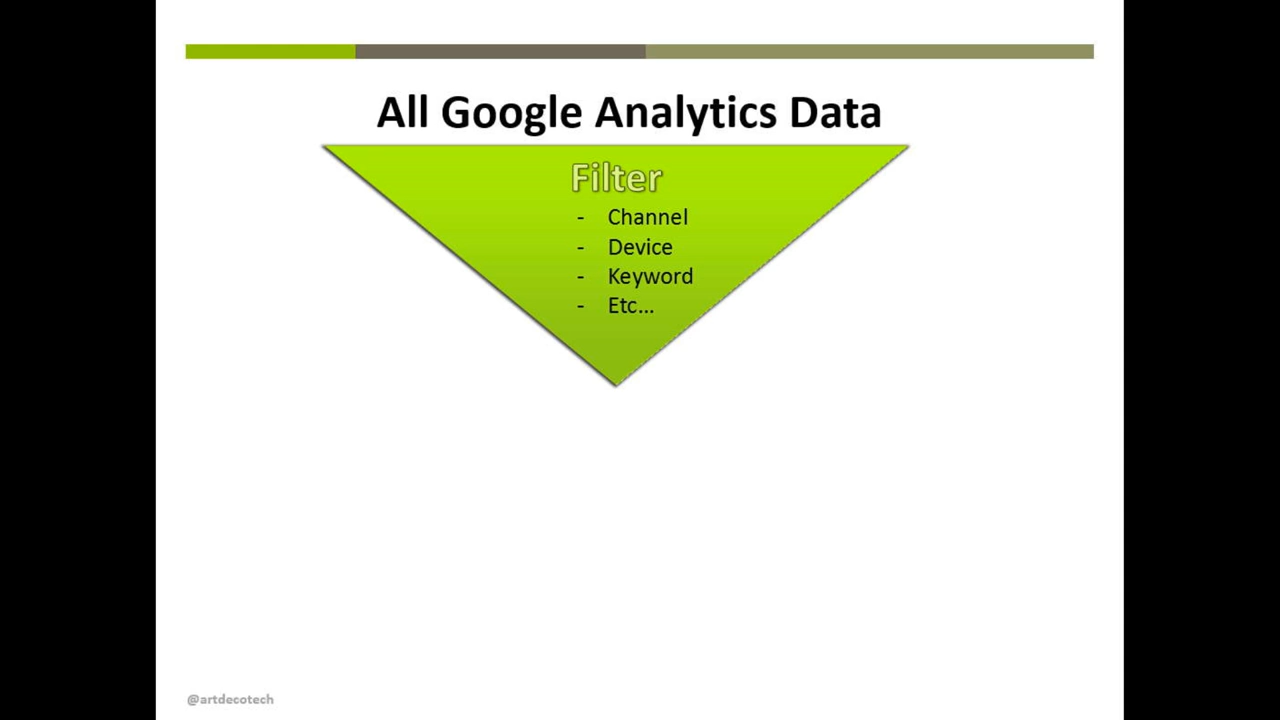 All Google Analytics Data
Filter
- Channel
- Device
- Keyword
- Etc...
@artdecotech